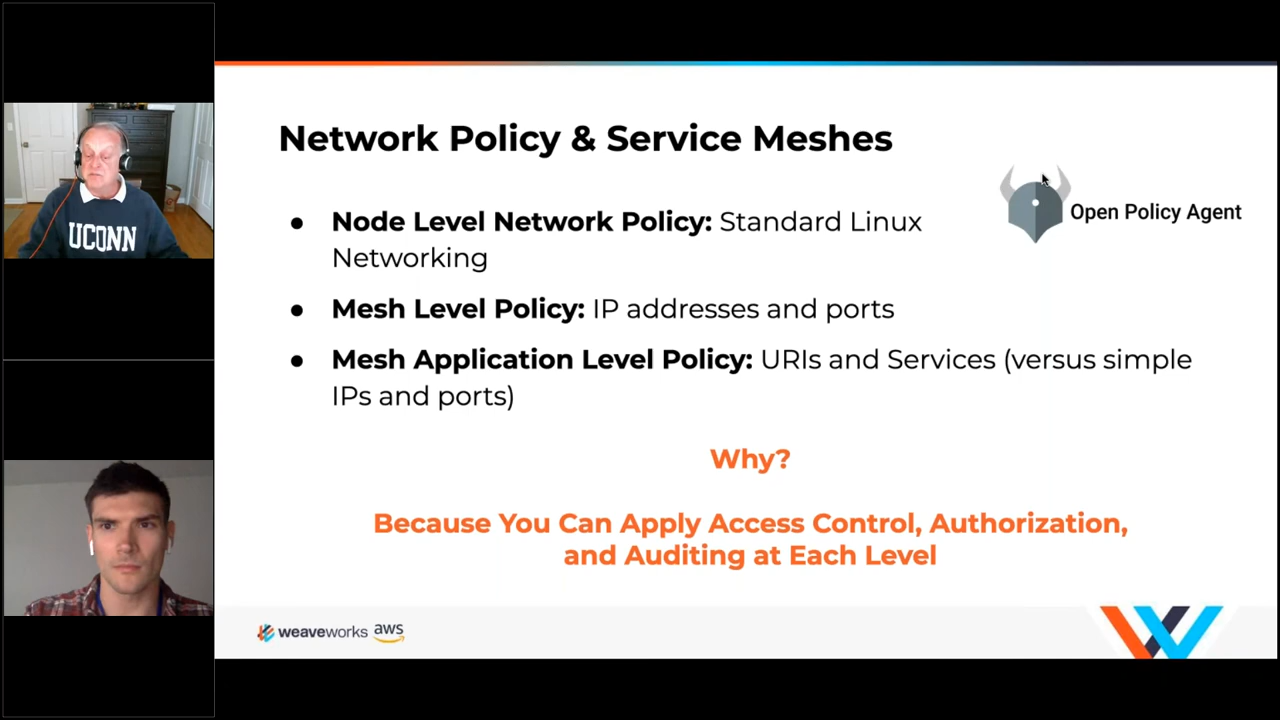 UCONN
Network Policy & Service Meshes
Open Policy Agent
● Node Level Network Policy: Standard Linux
Networking
● Mesh Level Policy: IP addresses and ports
● Mesh Application Level Policy: URIs and Services (versus simple
IPs and ports)
Why?
Because You Can Apply Access Control, Authorization,
and Auditing at Each Level
weaveworks aws